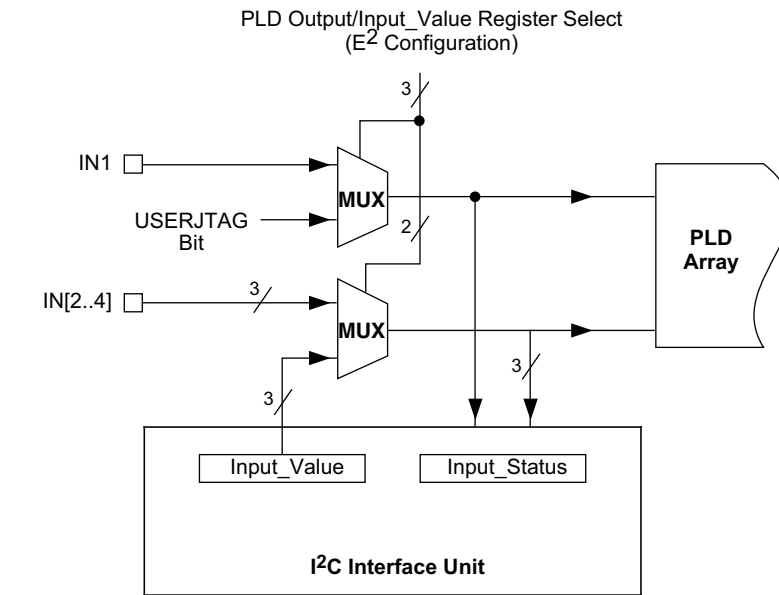 PLD Output/Input_Value Register Select
(E2 Configuration)
3
IN1
MUX
USERJTAG
Bit
2
PLD
Array
IN[2..4]
3
MUX
3
3
Input_Value
Input_Status
I2C Interface Unit